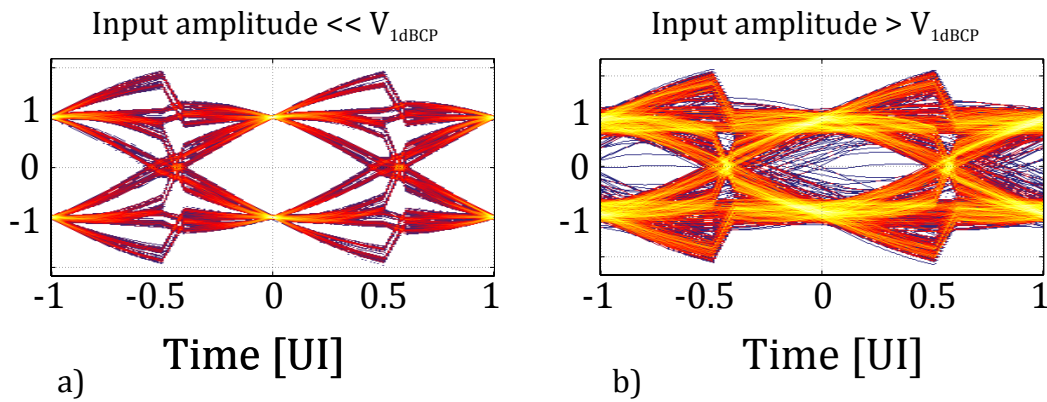 Input amplitude << V1dBCP
1
0
-1
-1 -0.5 0 0.5 1
Time [UI]
a)
Input amplitude > V1dBCP
1
0
-1
-1 -0.5 0 0.5 1
Time [UI]
b)